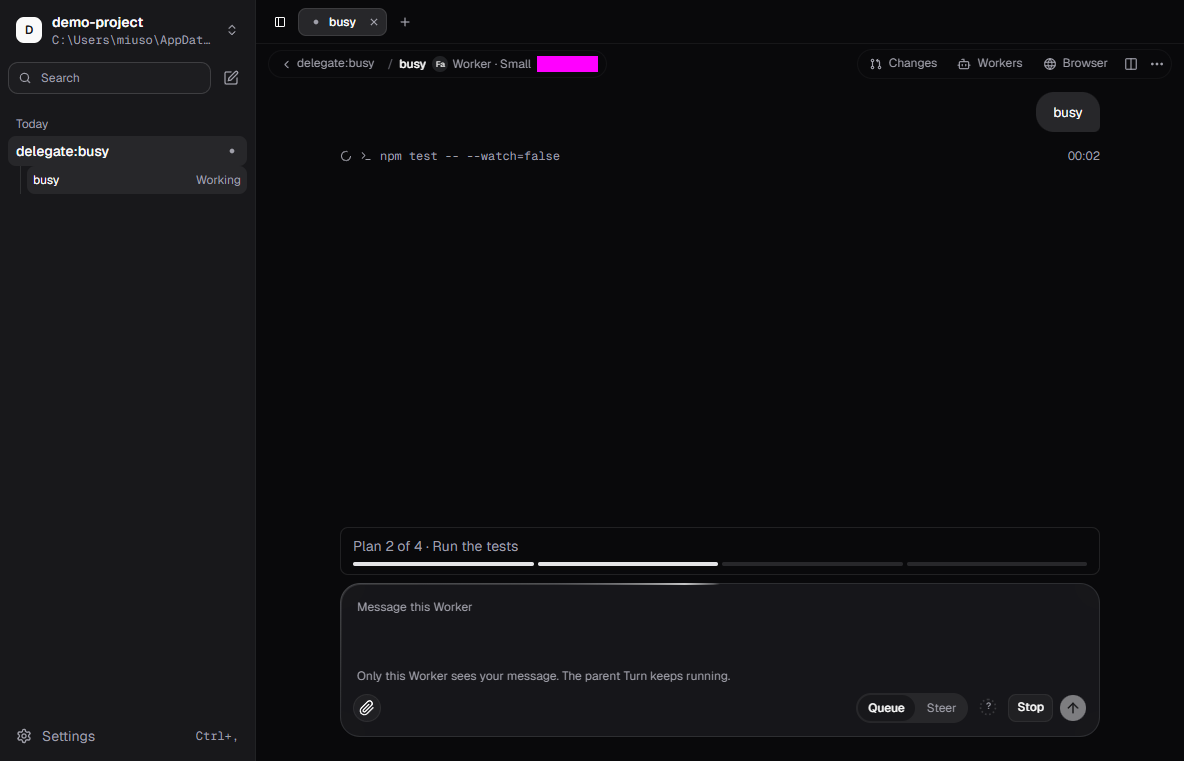 D
demo-project
C:\Users\miuso\AppDat…
Search
Today
delegate:busy
busy
Working
Settings
Ctrl+,
busy
delegate:busy / busy Fa Worker · Small
Changes
Workers
Browser
busy
npm test -- --watch=false
00:02
Plan 2 of 4 · Run the tests
Message this Worker
Only this Worker sees your message. The parent Turn keeps running.
Queue
Steer
?
Stop